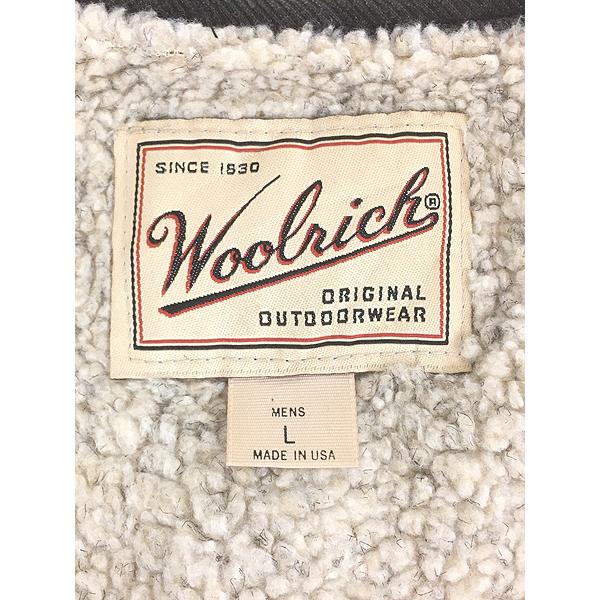 SINCE 1830
Woolrich®
ORIGINAL
OUTDOORWEAR
MENS
L
MADE IN USA